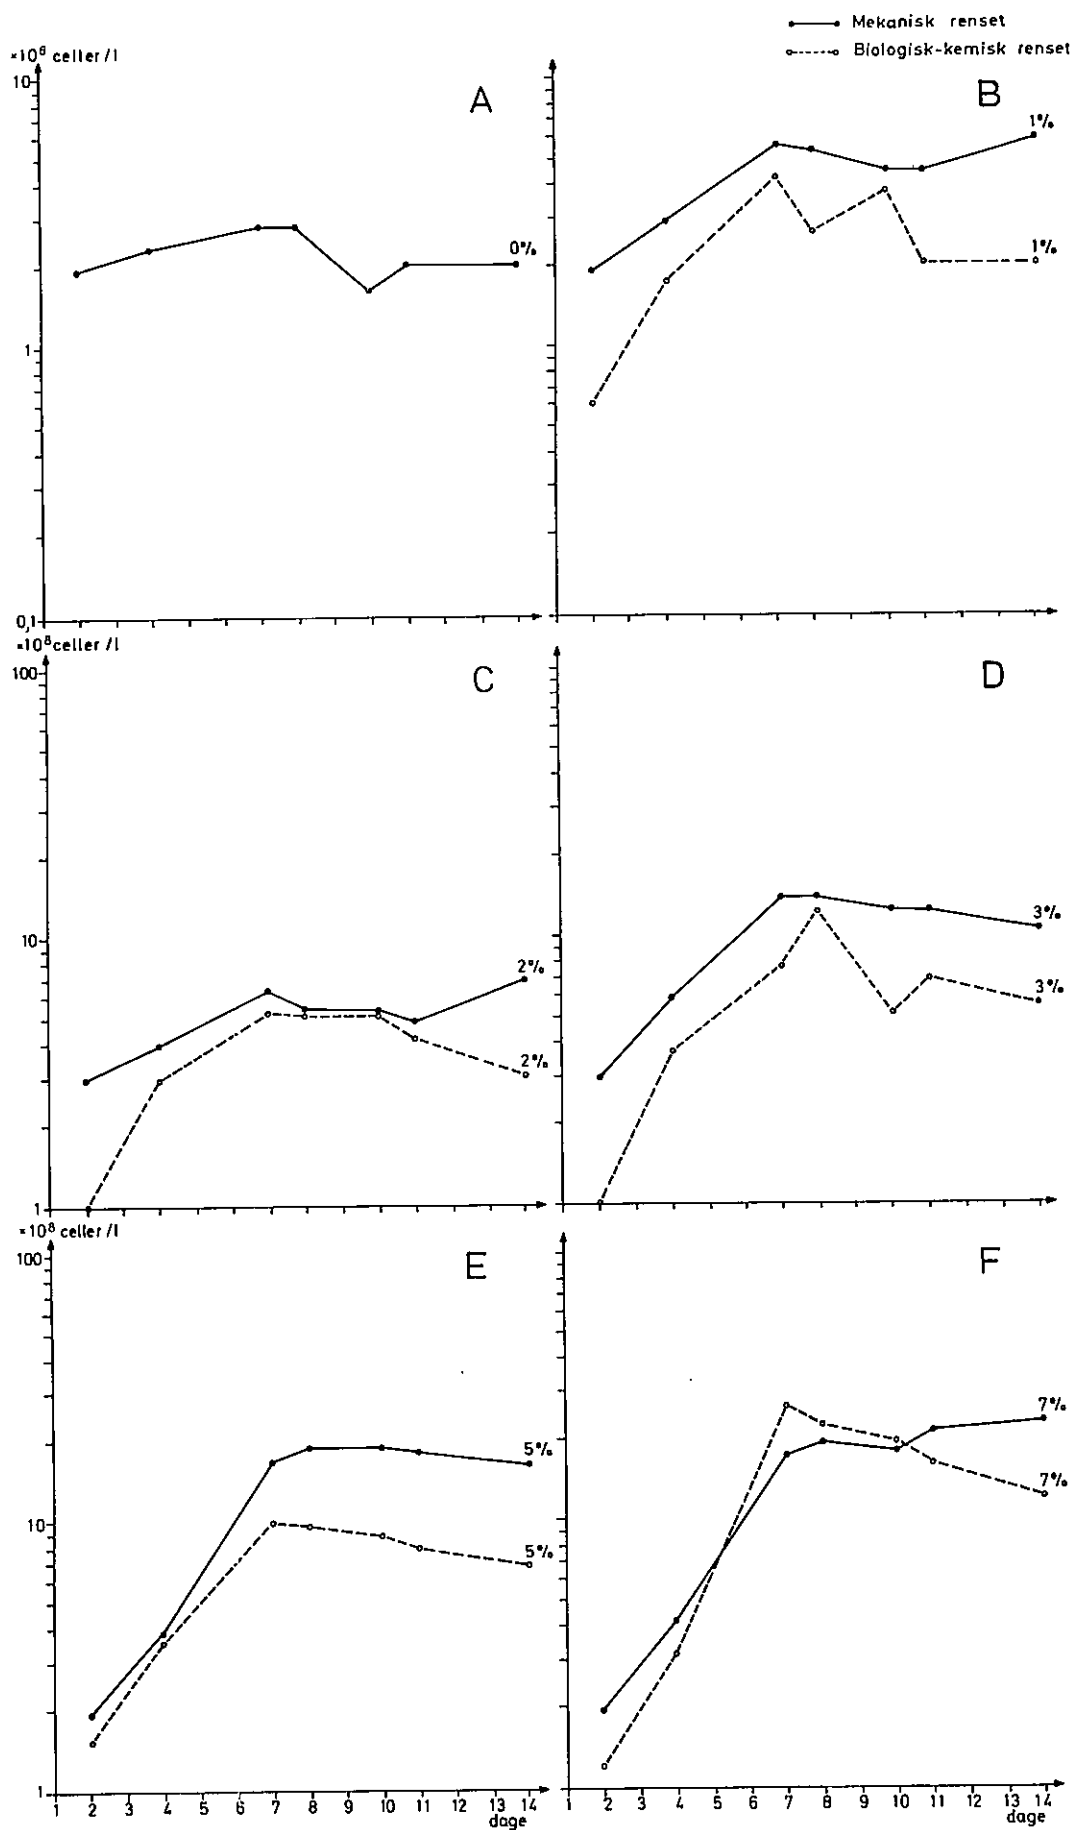 Mekanisk renset
Biologisk-kemisk renset
×10⁸ celler/l
A
B
10
1
0,1
0%
1%
1%
×10⁸ celler/l
C
D
100
10
1
2%
2%
3%
3%
×10⁸ celler/l
E
F
100
10
1
5%
5%
7%
7%
1 2 3 4 5 6 7 8 9 10 11 12 13 14
dage
1 2 3 4 5 6 7 8 9 10 11 12 13 14
dage